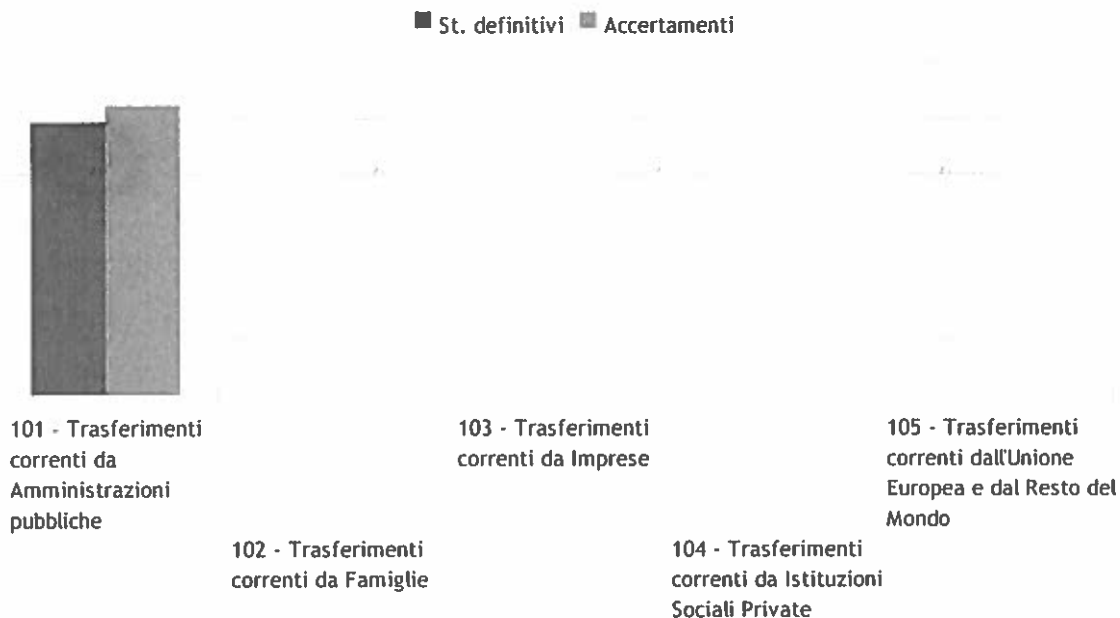 St. definitivi Accertamenti
101 - Trasferimenti
correnti da
Amministrazioni
pubbliche
102 - Trasferimenti
correnti da Famiglie
103 - Trasferimenti
correnti da Imprese
104 - Trasferimenti
correnti da Istituzioni
Sociali Private
105 - Trasferimenti
correnti dall'Unione
Europea e dal Resto del
Mondo